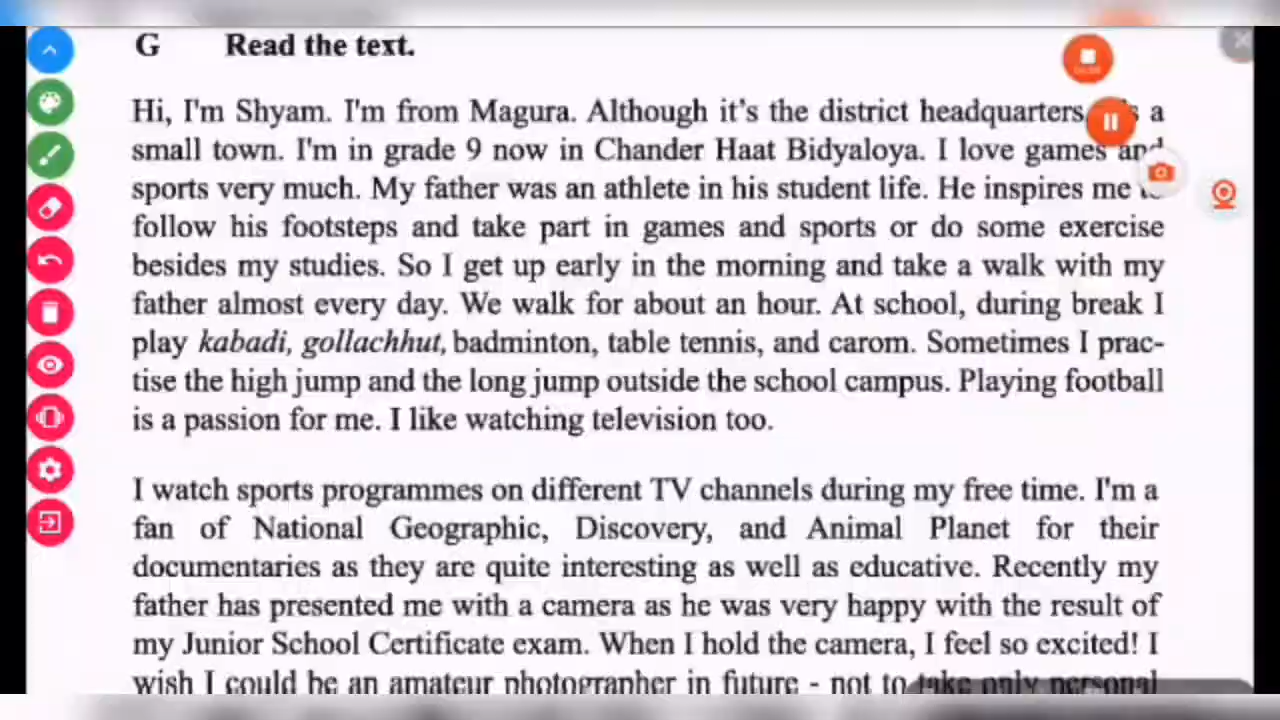 G Read the text.
Hi, I'm Shyam. I'm from Magura. Although it's the district headquarters, a
small town. I'm in grade 9 now in Chander Haat Bidyaloya. I love games and
sports very much. My father was an athlete in his student life. He inspires me
follow his footsteps and take part in games and sports or do some exercise
besides my studies. So I get up early in the morning and take a walk with my
father almost every day. We walk for about an hour. At school, during break I
play kabadi, gollachhut, badminton, table tennis, and carom. Sometimes I prac-
tise the high jump and the long jump outside the school campus. Playing football
is a passion for me. I like watching television too.
I watch sports programmes on different TV channels during my free time. I'm a
fan of National Geographic, Discovery, and Animal Planet for their
documentaries as they are quite interesting as well as educative. Recently my
father has presented me with a camera as he was very happy with the result of
my Junior School Certificate exam. When I hold the camera, I feel so excited! I
wish I could be an amateur photographer in future - not to take only personal